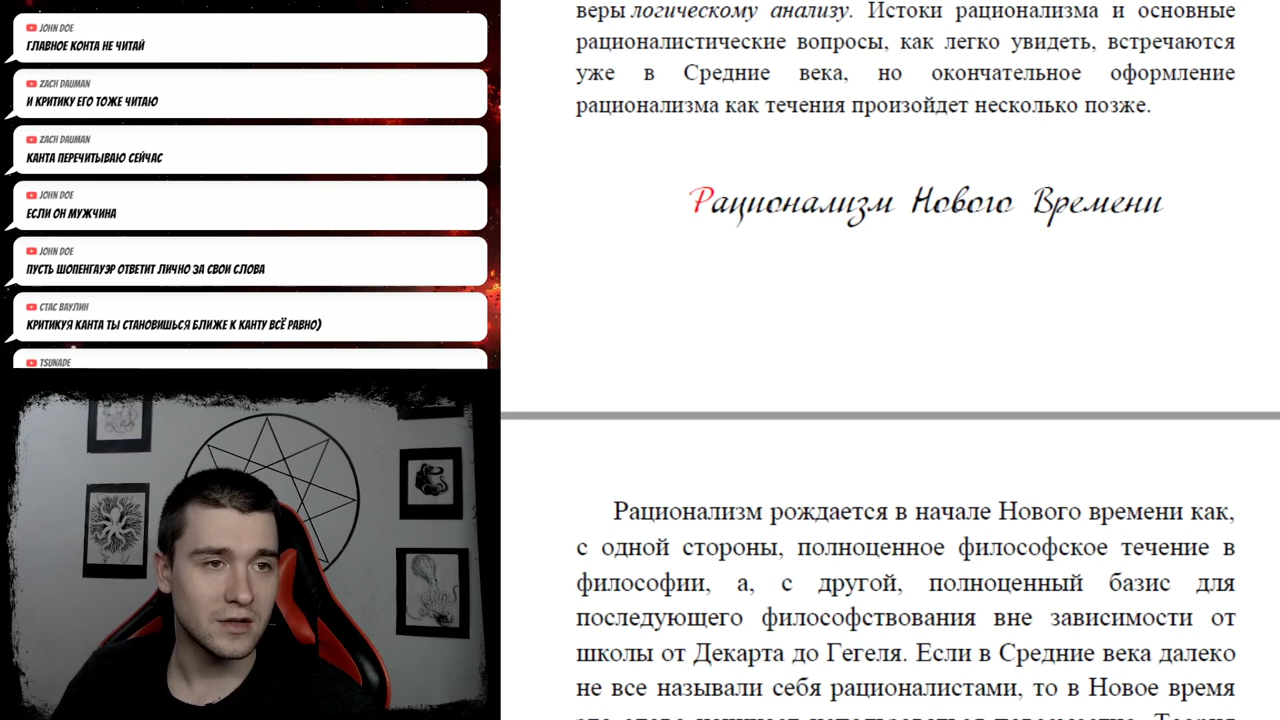 JOHN DOE
ГЛАВНОЕ КОНТА НЕ ЧИТАЙ
ZACH DAUMAN
И КРИТИКУ ЕГО ТОЖЕ ЧИТАЮ
ZACH DAUMAN
КАНТА ПЕРЕЧИТЫВАЮ СЕЙЧАС
JOHN DOE
ЕСЛИ ОН МУЖЧИНА
JOHN DOE
ПУСТЬ ШОПЕНГАУЭР ОТВЕТИТ ЛИЧНО ЗА СВОИ СЛОВА
СТАС ВАУЛИН
КРИТИКУЯ КАНТА ТЫ СТАНОВИШЬСЯ БЛИЖЕ К КАНТУ ВСЁ РАВНО)
TSUNADE
веры логическому анализу. Истоки рационализма и основные
рационалистические вопросы, как легко увидеть, встречаются
уже в Средние века, но окончательное оформление
рационализма как течения произойдет несколько позже.
Рационализм Нового Времени
Рационализм рождается в начале Нового времени как,
с одной стороны, полноценное философское течение в
философии, а, с другой, полноценный базис для
последующего философствования вне зависимости от
школы от Декарта до Гегеля. Если в Средние века далеко
не все называли себя рационалистами, то в Новое время